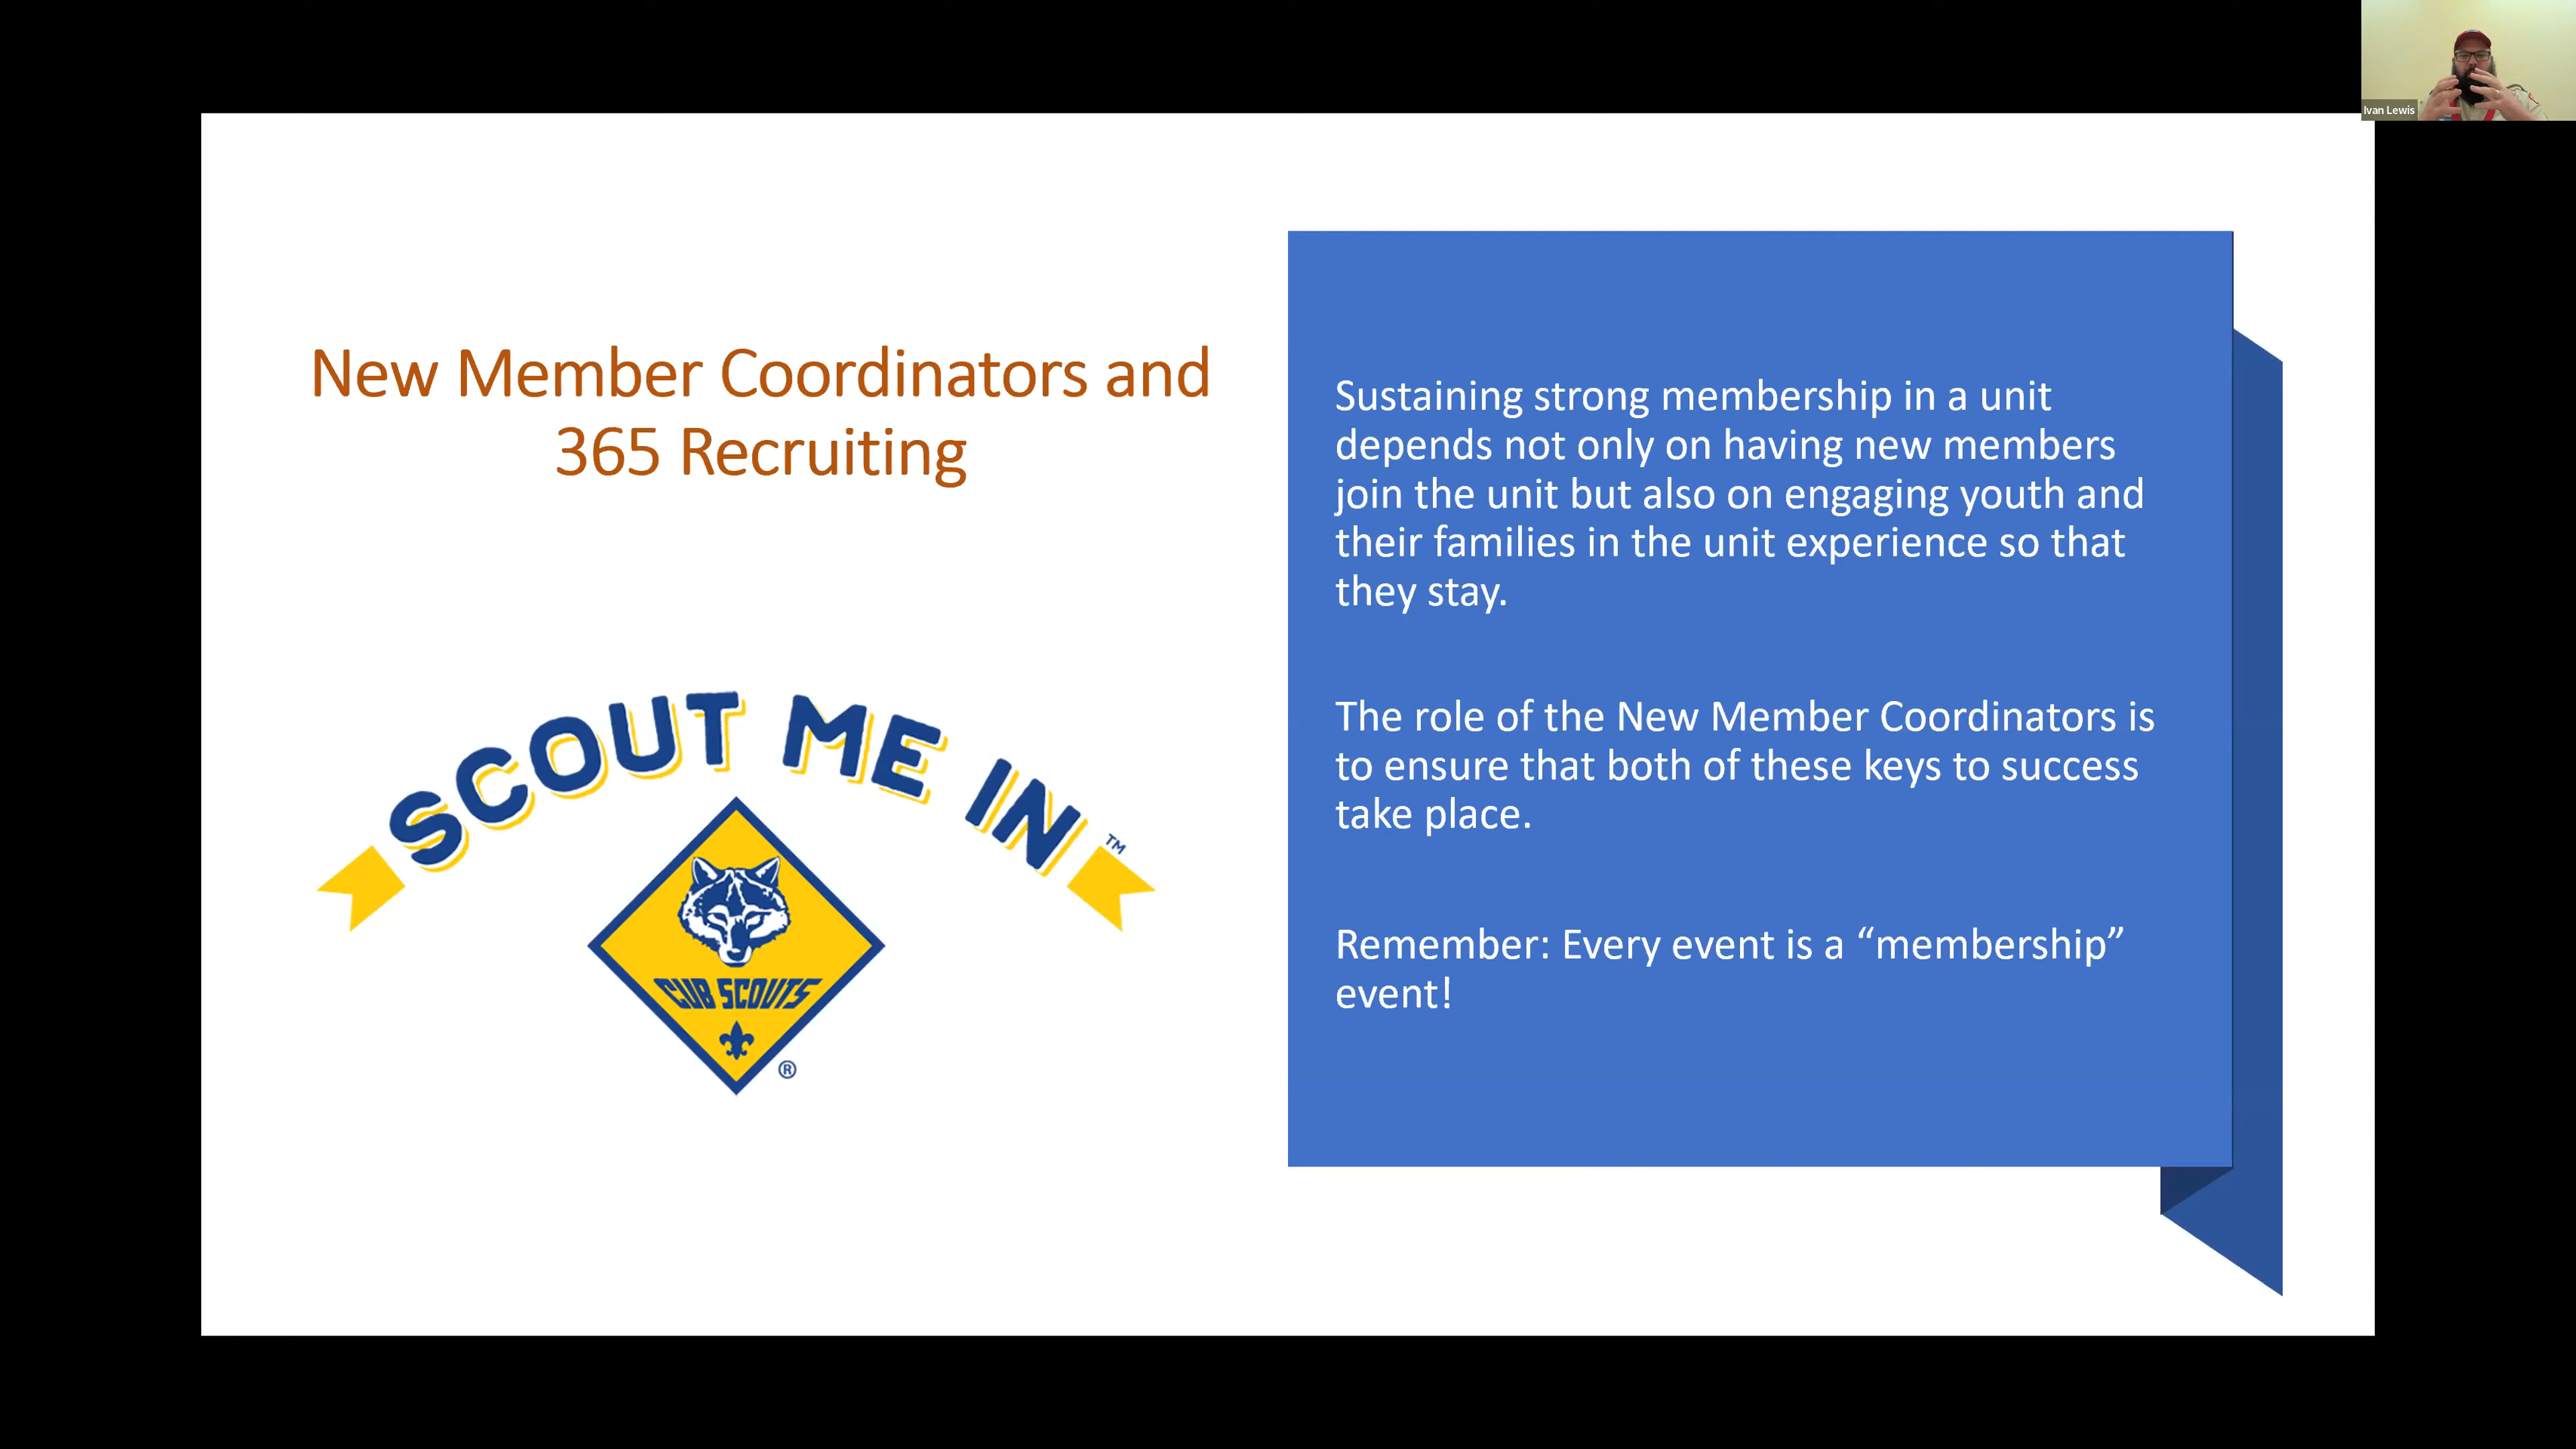 Ivan Lewis
New Member Coordinators and
365 Recruiting
SCOUT ME IN™
CUB SCOUTS
®
Sustaining strong membership in a unit
depends not only on having new members
join the unit but also on engaging youth and
their families in the unit experience so that
they stay.
The role of the New Member Coordinators is
to ensure that both of these keys to success
take place.
Remember: Every event is a “membership”
event!